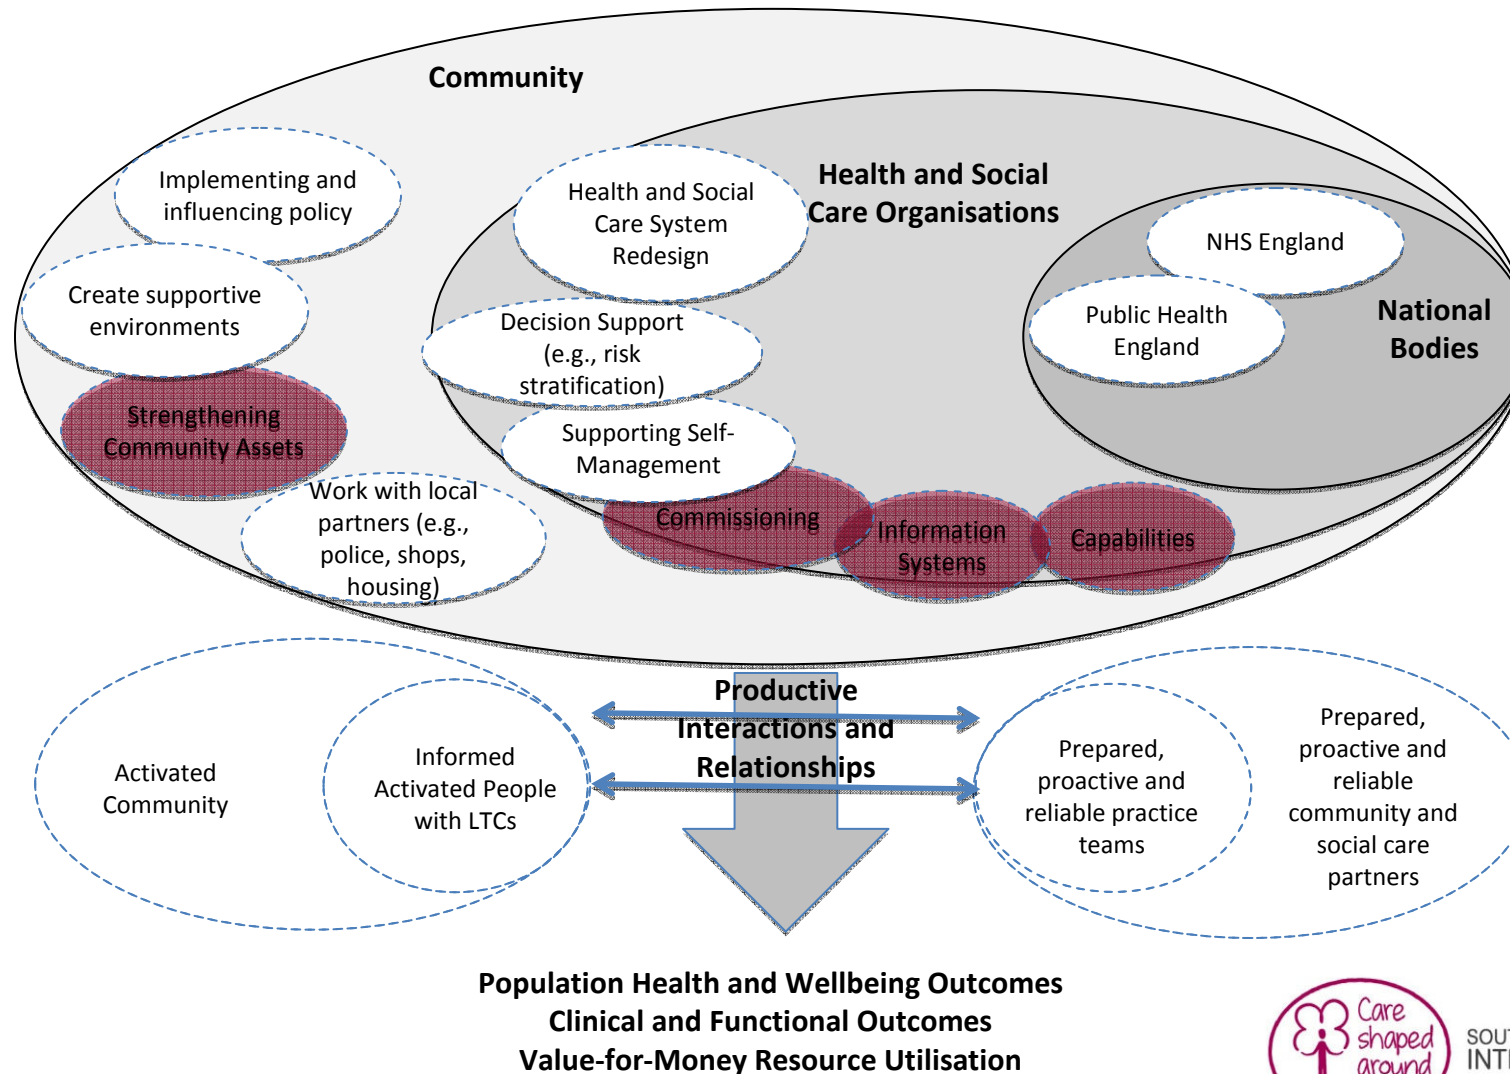 Community
Implementing and
influencing policy
Create supportive
environments
Strengthening
Community Assets
Work with local
partners (e.g.,
police, shops,
housing)
Health and Social
Care Organisations
Health and Social
Care System
Redesign
Decision Support
(e.g., risk
stratification)
Supporting Self-
Management
Commissioning
Information
Systems
Capabilities
NHS England
Public Health
England
National
Bodies
Productive
Interactions and
Relationships
Activated
Community
Informed
Activated People
with LTCs
Prepared,
proactive and
reliable practice
teams
Prepared,
proactive and
reliable
community and
social care
partners
Population Health and Wellbeing Outcomes
Clinical and Functional Outcomes
Value-for-Money Resource Utilisation
Care
shaped
around